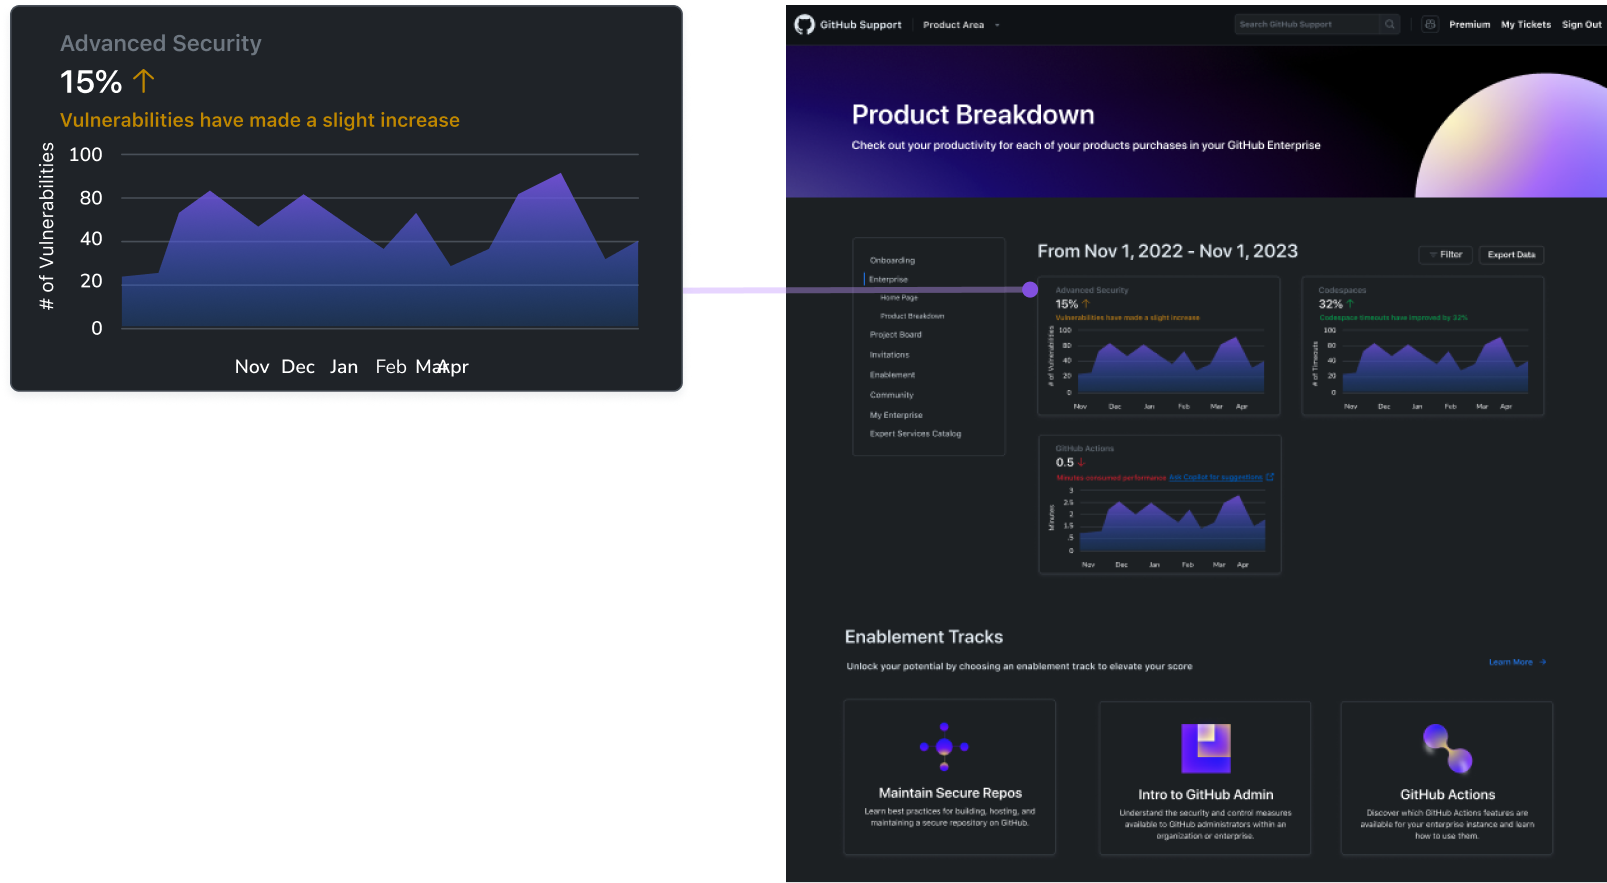 Advanced Security
15% ↑
Vulnerabilities have made a slight increase
# of Vulnerabilities
100
80
40
20
0
Nov Dec Jan Feb Mar Apr
GitHub Support Product Area Search GitHub Support Premium My Tickets Sign Out
Product Breakdown
Check out your productivity for each of your products purchases in your GitHub Enterprise
Onboarding
Enterprise
Home Page
Product Breakdown
Project Board
Invitations
Enablement
Community
My Enterprise
Expert Services Catalog
From Nov 1, 2022 - Nov 1, 2023
Filter Export Data
Advanced Security
15% ↑
Vulnerabilities have made a slight increase
# of Vulnerabilities
100
80
40
20
0
Nov Dec Jan Feb Mar Apr
Codespaces
32% ↑
Codespace timeouts have improved by 32%
# of Timeouts
100
80
40
20
0
Nov Dec Jan Feb Mar Apr
GitHub Actions
0.5 ↓
Minutes consumed performance Ask Copilot for suggestions
Minutes
3
2.5
2
1.5
.5
0
Nov Dec Jan Feb Mar Apr
Enablement Tracks
Unlock your potential by choosing an enablement track to elevate your score
Learn More →
Maintain Secure Repos
Learn best practices for building, hosting, and
maintaining a secure repository on GitHub.
Intro to GitHub Admin
Understand the security and control measures
available to GitHub administrators within an
organization or enterprise.
GitHub Actions
Discover which GitHub Actions features are
available for your enterprise instance and learn
how to use them.